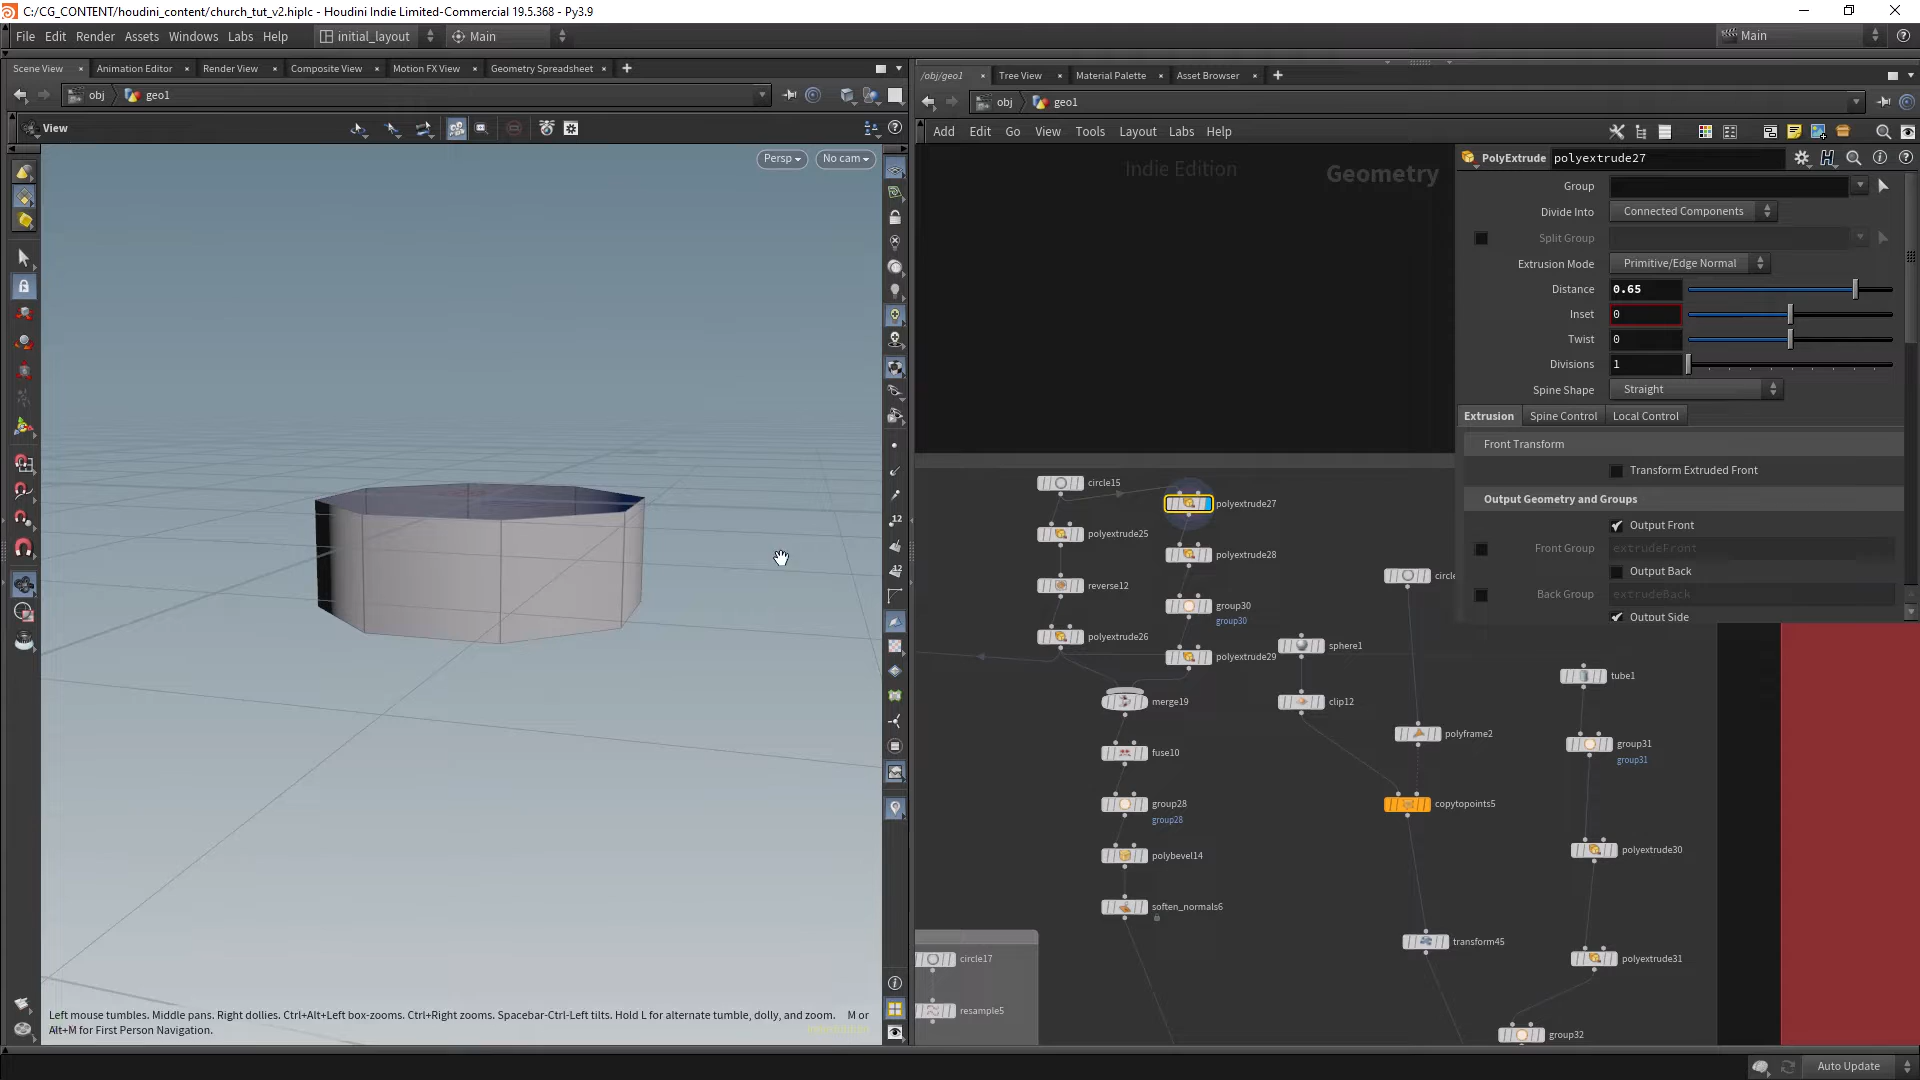 C:/CG_CONTENT/houdini_content/church_tut_v2.hiplc - Houdini Indie Limited-Commercial 19.5.368 - Py3.9
File Edit Render Assets Windows Labs Help initial_layout Main Main
Scene View Animation Editor Render View Composite View Motion FX View Geometry Spreadsheet
/obj/geo1 Tree View Material Palette Asset Browser
obj geo1
obj geo1
View
Add Edit Go View Tools Layout Labs Help
Persp No cam
Indie Edition Geometry
PolyExtrude polyextrude27
Group
Divide Into Connected Components
Split Group
Extrusion Mode Primitive/Edge Normal
Distance 0.65
Inset 0
Twist 0
Divisions 1
Spine Shape Straight
Extrusion Spine Control Local Control
Front Transform
Transform Extruded Front
Output Geometry and Groups
Output Front
Front Group extrudeFront
Output Back
Back Group extrudeBack
Output Side
circle15
polyextrude27
polyextrude25
polyextrude28
circle
reverse12
group30
group30
polyextrude26
polyextrude29
sphere1
tube1
merge19
clip12
polyframe2
group31
group31
fuse10
group28
group28
copytopoints5
polybevel14
polyextrude30
soften_normals6
transform45
circle17
polyextrude31
resample5
group32
12
12
Left mouse tumbles. Middle pans. Right dollies. Ctrl+Alt+Left box-zooms. Ctrl+Right zooms. Spacebar-Ctrl-Left tilts. Hold L for alternate tumble, dolly, and zoom. M or
Alt+M for First Person Navigation.
Auto Update